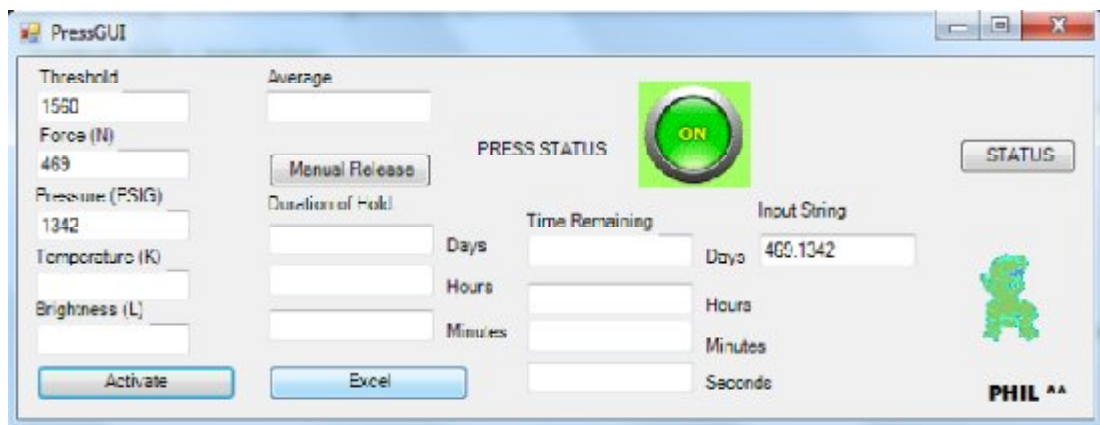 PressGUI
Threshold
1560
Force (N)
469
Pressure (PSIG)
1342
Temperature (K)
Brightness (L)
Activate
Average
Manual Release
Duration of Hold
Days
Hours
Minutes
Excel
PRESS STATUS
ON
Time Remaining
Days
Hours
Minutes
Seconds
Input String
469.1342
STATUS
PHIL ^^